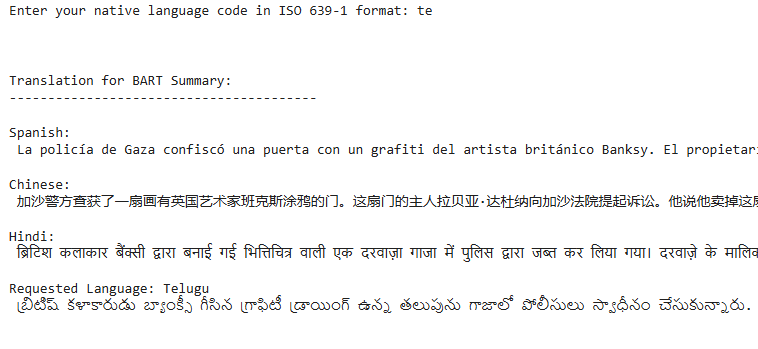 Enter your native language code in ISO 639-1 format: te
Translation for BART Summary:
----------------------------------------
Spanish:
La policía de Gaza confiscó una puerta con un grafiti del artista británico Banksy. El propietari
Chinese:
加沙警方查获了一扇画有英国艺术家班克斯涂鸦的门。这扇门的主人拉贝亚·达杜纳向加沙法院提起诉讼。他说他卖掉这扇
Hindi:
ब्रिटिश कलाकार बैंक्सी द्वारा बनाई गई भित्तिचित्र वाली एक दरवाज़ा गाजा में पुलिस द्वारा जब्त कर लिया गया। दरवाज़े के मालिक
Requested Language: Telugu
బ్రిటిష్ కళాకారుడు బ్యాంక్సీ గీసిన గ్రాఫిటీ డ్రాయింగ్ ఉన్న తలుపును గాజాలో పోలీసులు స్వాధీనం చేసుకున్నారు.